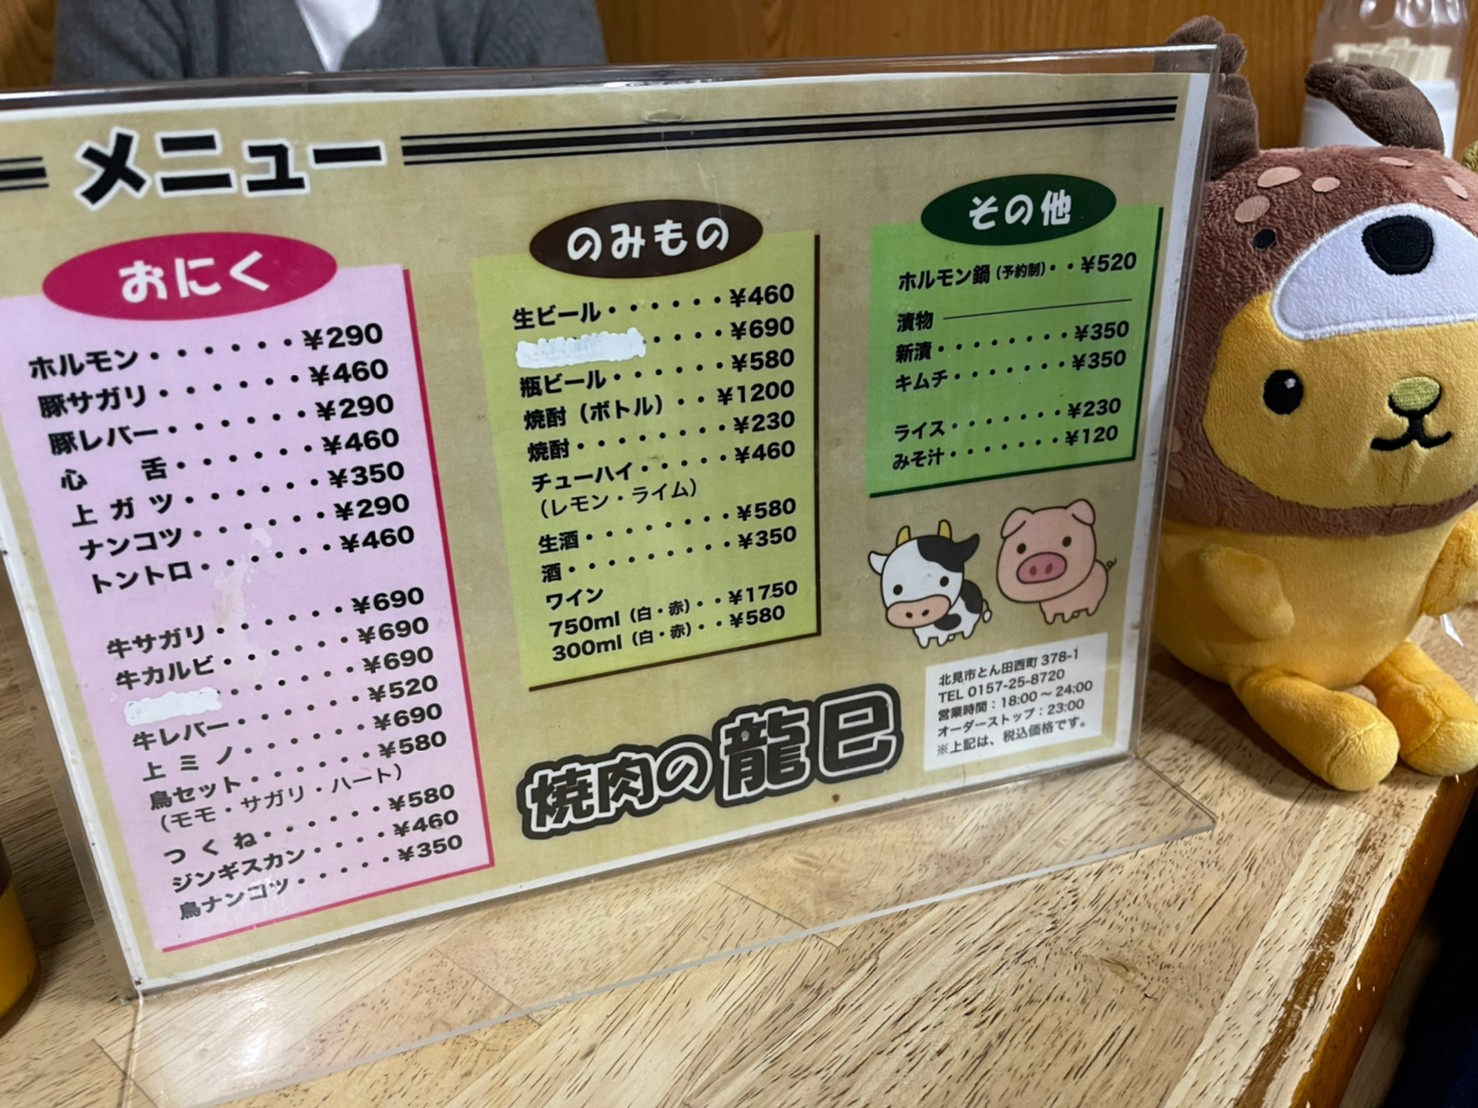 メニュー
おにく
ホルモン・・・・・・¥290
豚サガリ・・・・・・¥460
豚レバー・・・・・・¥290
心 舌・・・・・・¥460
上ガツ・・・・・・¥350
ナンコツ・・・・・・¥290
トントロ・・・・・・¥460
牛サガリ・・・・・・¥690
牛カルビ・・・・・・¥690
・・・・・・¥690
牛レバー・・・・・・¥520
上ミノ・・・・・・¥690
鳥セット・・・・・・¥580
（モモ・サガリ・ハート）
つくね・・・・・・¥580
ジンギスカン・・・・¥460
鳥ナンコツ・・・・・¥350
のみもの
生ビール・・・・・・¥460
・・・・¥690
瓶ビール・・・・・・¥580
焼酎（ボトル）・・¥1200
焼酎・・・・・・・・¥230
チューハイ・・・・・¥460
（レモン・ライム）
生酒・・・・・・・・¥580
酒・・・・・・・・・¥350
ワイン
750ml（白・赤）・・¥1750
300ml（白・赤）・・¥580
その他
ホルモン鍋（予約制）・・¥520
漬物
新漬・・・・・・・・¥350
キムチ・・・・・・・¥350
ライス・・・・・・・¥230
みそ汁・・・・・・・¥120
焼肉の龍巳
北見市とん田西町 378-1
TEL 0157-25-8720
営業時間：18:00～24:00
オーダーストップ：23:00
※上記は、税込価格です。